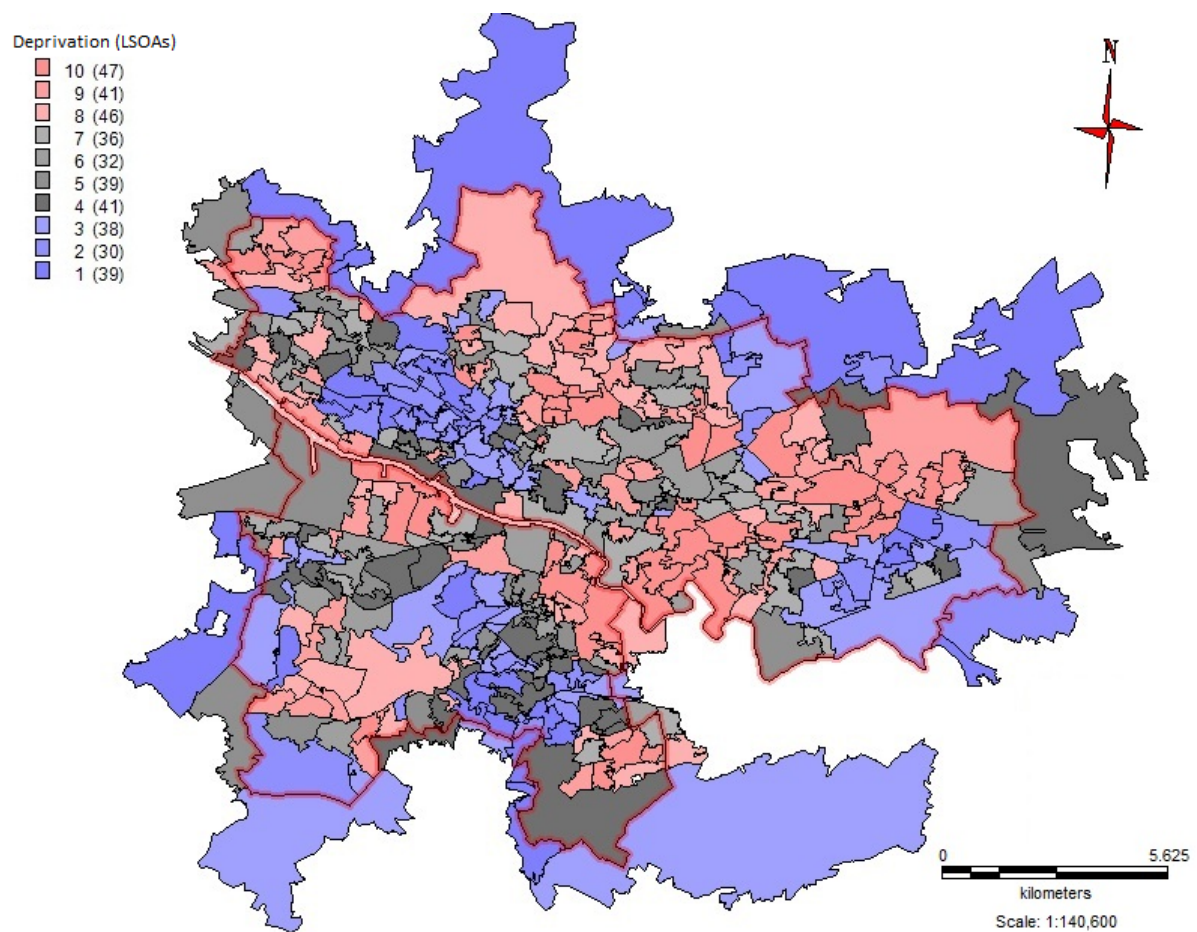 Deprivation (LSOAs)
10 (47)
9 (41)
8 (46)
7 (36)
6 (32)
5 (39)
4 (41)
3 (38)
2 (30)
1 (39)
N
0 5.625
kilometers
Scale: 1:140,600